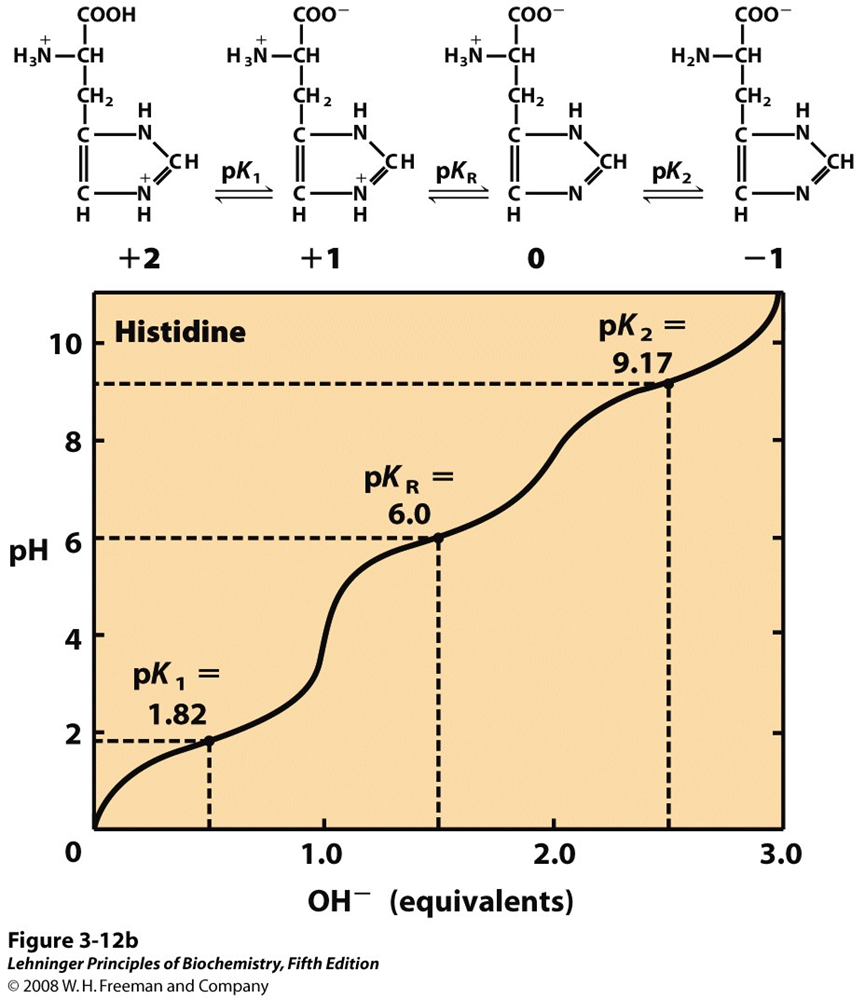 COOH COO⁻ COO⁻ COO⁻
H₃N⁺—CH H₃N⁺—CH H₃N⁺—CH H₂N—CH
CH₂ CH₂ CH₂ CH₂
H H H H
C N C N C N C N
CH CH CH CH
pK₁ pKR pK₂
C N⁺ C N⁺ C N C N
H H H H H H
+2 +1 0 −1
Histidine
pK₂ =
9.17
pKR =
6.0
pK₁ =
1.82
10
8
pH 6
4
2
0 1.0 2.0 3.0
OH⁻ (equivalents)
Figure 3-12b
Lehninger Principles of Biochemistry, Fifth Edition
© 2008 W. H. Freeman and Company